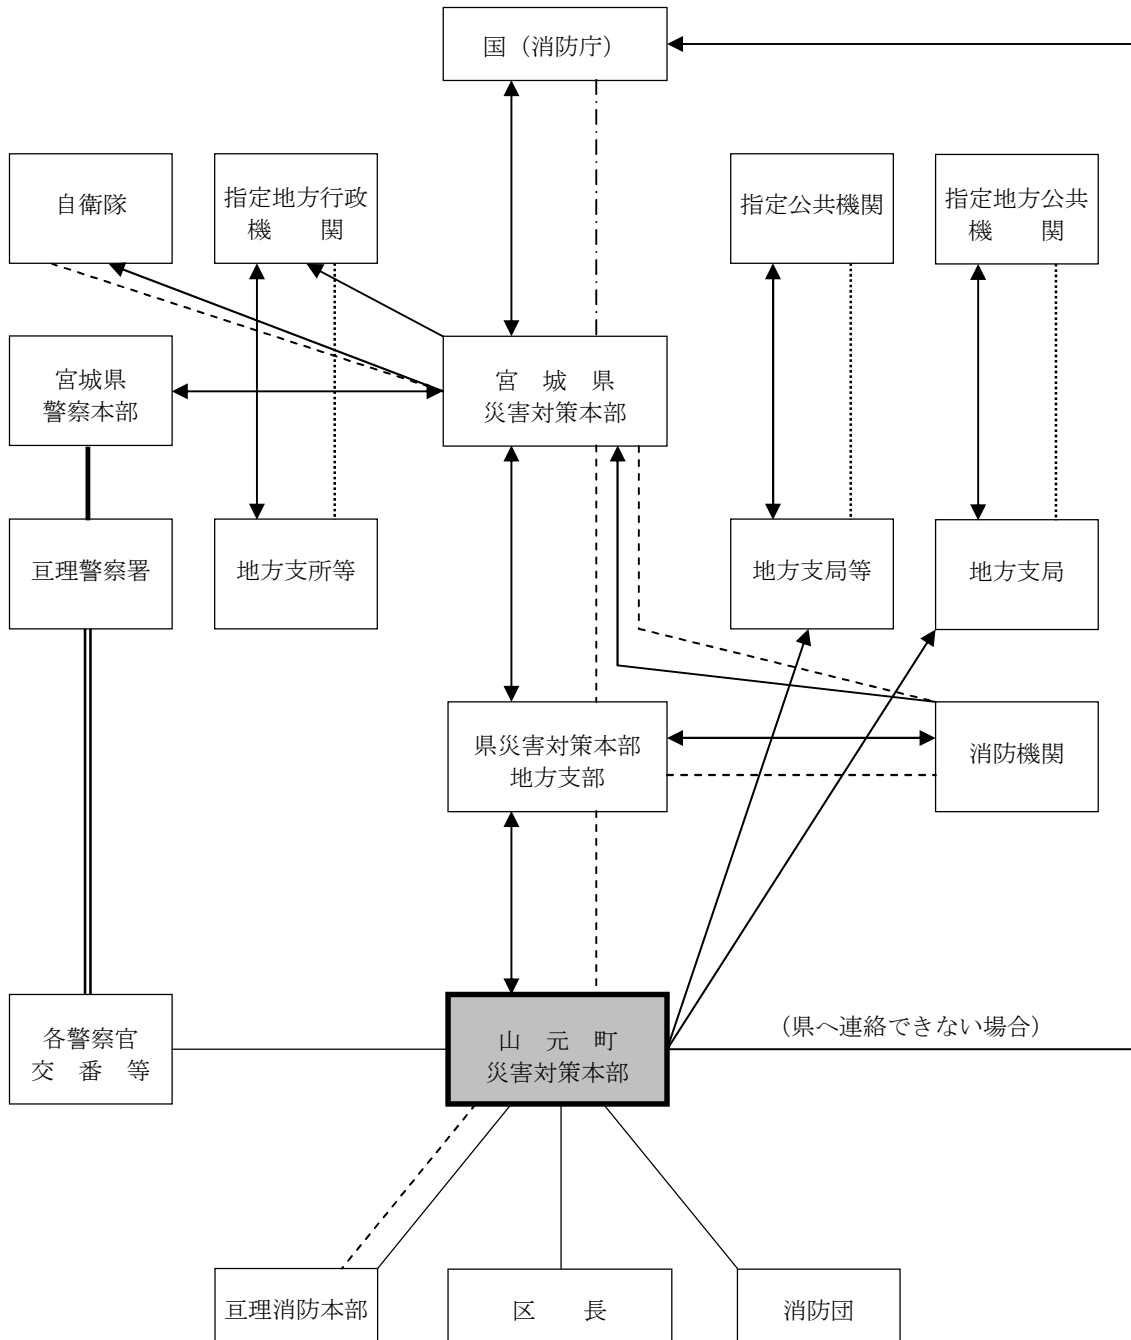 国（消防庁）
自衛隊
指定地方行政
機　　関
指定公共機関
指定地方公共
機　　関
宮城県
警察本部
宮　城　県
災害対策本部
亘理警察署
地方支所等
地方支局等
地方支局
県災害対策本部
地方支部
消防機関
各警察官
交　番　等
山　元　町
災害対策本部
（県へ連絡できない場合）
亘理消防本部
区　　長
消防団